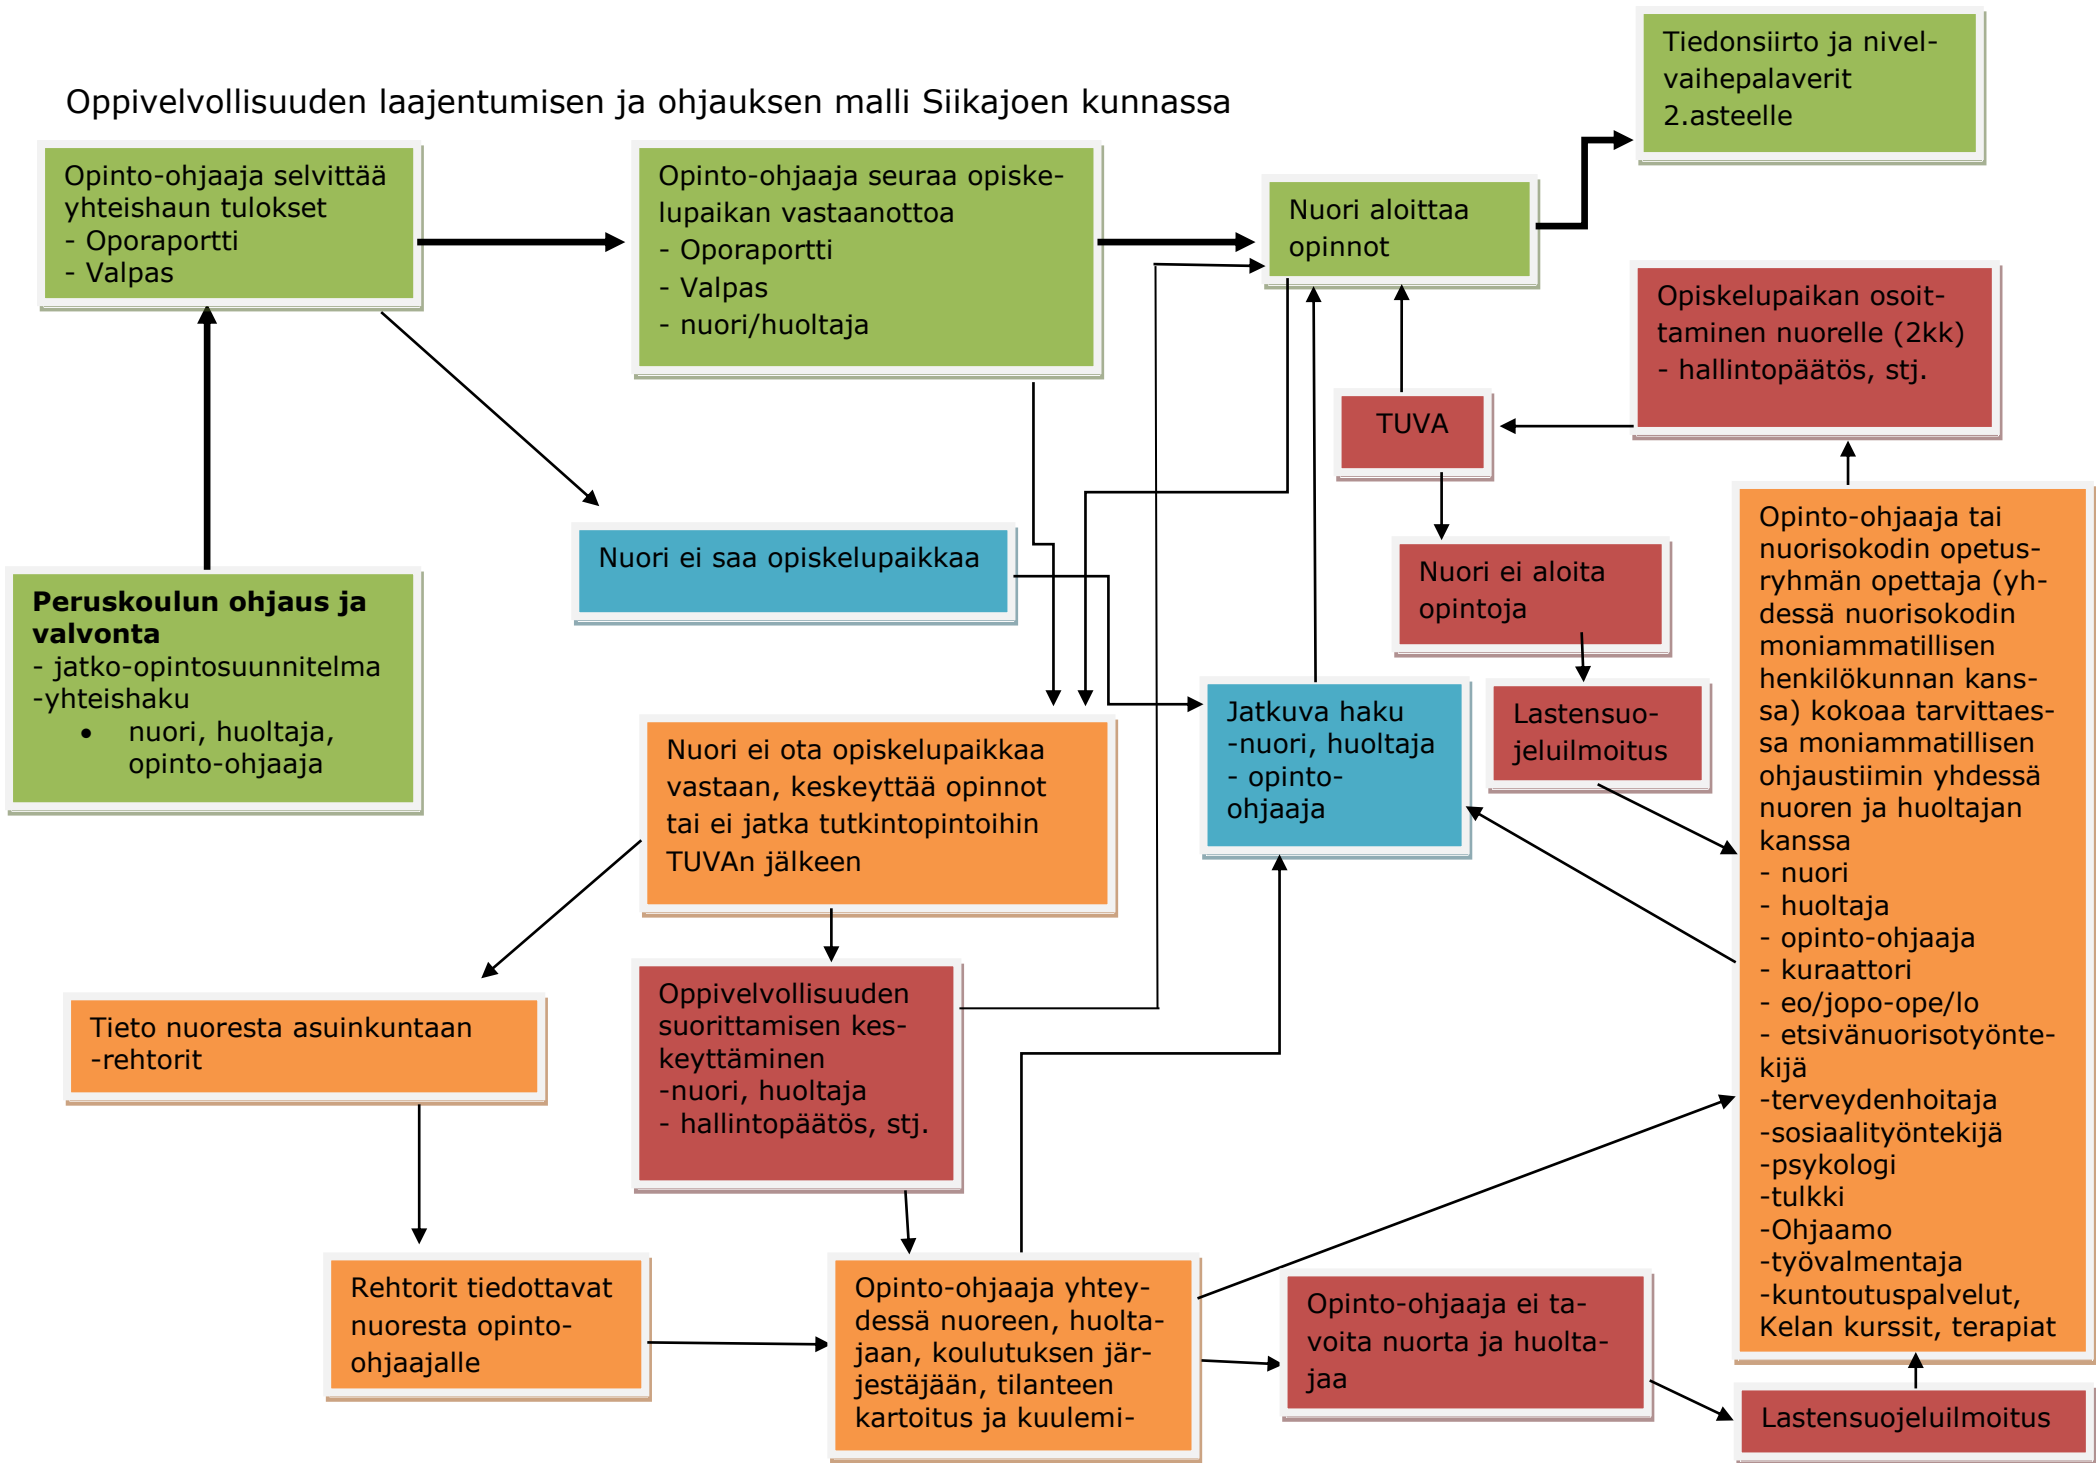 Oppivelvollisuuden laajentumisen ja ohjauksen malli Siikajoen kunnassa
Tiedonsiirto ja nivel-
vaihepalaverit
2.asteelle
Opinto-ohjaaja selvittää
yhteishaun tulokset
- Oporaportti
- Valpas
Opinto-ohjaaja seuraa opiske-
lupaikan vastaanottoa
- Oporaportti
- Valpas
- nuori/huoltaja
Nuori aloittaa
opinnot
Opiskelupaikan osoit-
taminen nuorelle (2kk)
- hallintopäätös, stj.
TUVA
Nuori ei saa opiskelupaikkaa
Nuori ei aloita
opintoja
Peruskoulun ohjaus ja
valvonta
- jatko-opintosuunnitelma
-yhteishaku
• nuori, huoltaja,
opinto-ohjaaja
Opinto-ohjaaja tai
nuorisokodin opetus-
ryhmän opettaja (yh-
dessä nuorisokodin
moniammatillisen
henkilökunnan kans-
sa) kokoaa tarvittaes-
sa moniammatillisen
ohjaustiimin yhdessä
nuoren ja huoltajan
kanssa
- nuori
- huoltaja
- opinto-ohjaaja
- kuraattori
- eo/jopo-ope/lo
- etsivänuorisotyönte-
kijä
-terveydenhoitaja
-sosiaalityöntekijä
-psykologi
-tulkki
-Ohjaamo
-työvalmentaja
-kuntoutuspalvelut,
Kelan kurssit, terapiat
Jatkuva haku
-nuori, huoltaja
- opinto-
ohjaaja
Lastensuo-
jeluilmoitus
Nuori ei ota opiskelupaikkaa
vastaan, keskeyttää opinnot
tai ei jatka tutkintopintoihin
TUVAn jälkeen
Oppivelvollisuuden
suorittamisen kes-
keyttäminen
-nuori, huoltaja
- hallintopäätös, stj.
Tieto nuoresta asuinkuntaan
-rehtorit
Rehtorit tiedottavat
nuoresta opinto-
ohjaajalle
Opinto-ohjaaja yhtey-
dessä nuoreen, huolta-
jaan, koulutuksen jär-
jestäjään, tilanteen
kartoitus ja kuulemi-
Opinto-ohjaaja ei ta-
voita nuorta ja huolta-
jaa
Lastensuojeluilmoitus